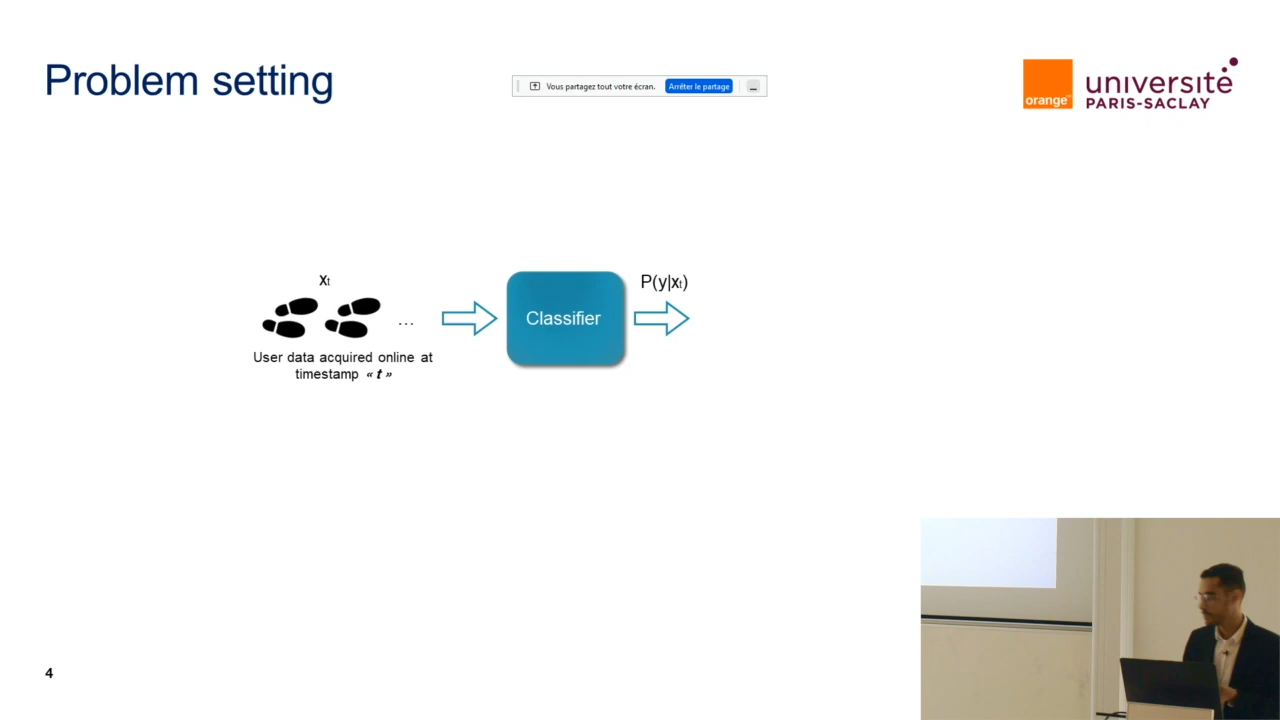 Problem setting
Vous partagez tout votre écran. Arrêter le partage
orange™
université
PARIS-SACLAY
xt
P(y|xt)
Classifier
...
User data acquired online at
timestamp « t »
4